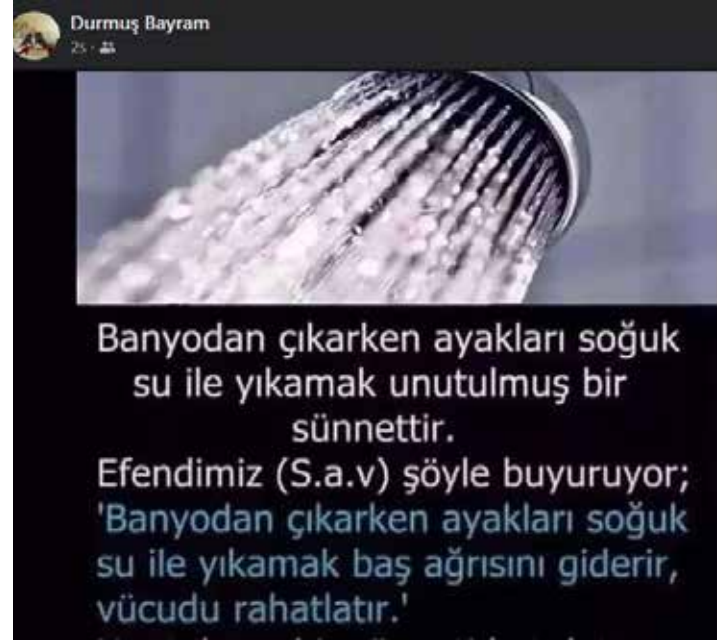 Durmuş Bayram
2s ·
Banyodan çıkarken ayakları soğuk
su ile yıkamak unutulmuş bir
sünnettir.
Efendimiz (S.a.v) şöyle buyuruyor;
'Banyodan çıkarken ayakları soğuk
su ile yıkamak baş ağrısını giderir,
vücudu rahatlatır.'